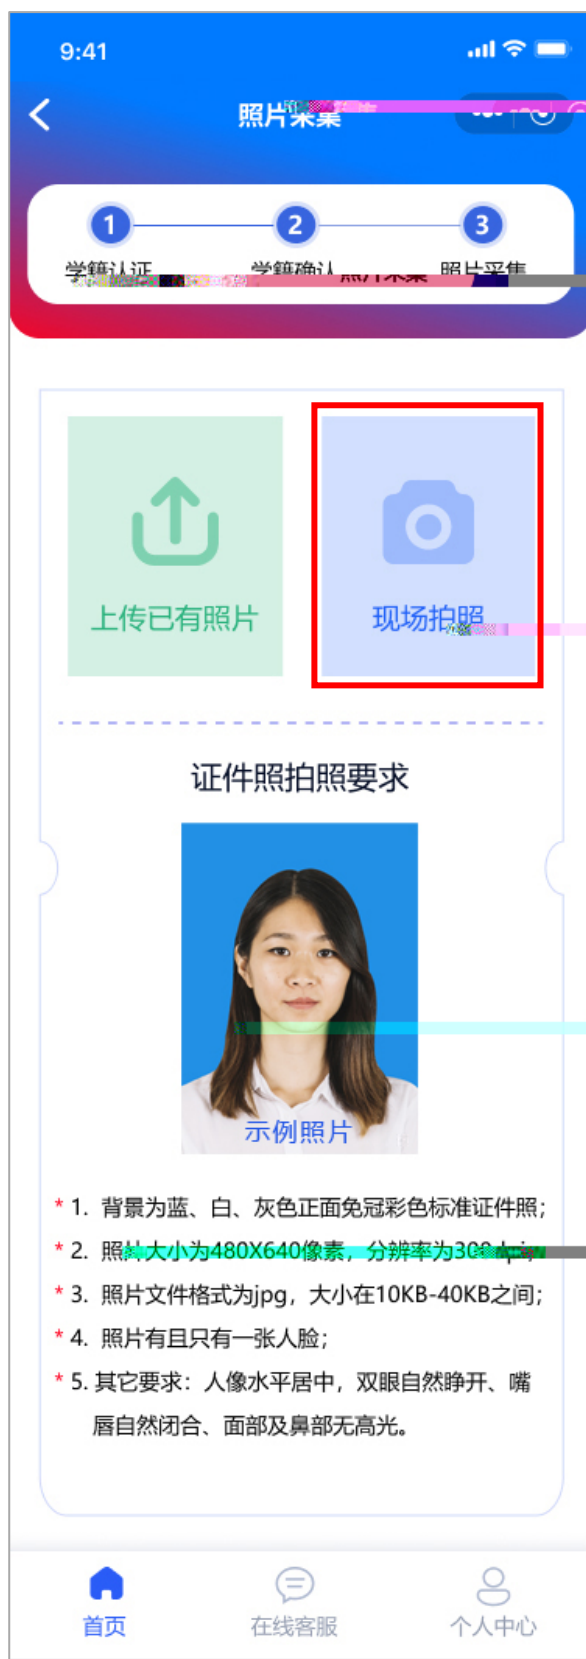 9:41
照片采集
1
2
3
学籍认证
学籍确认
照片采集
照片采集
上传已有照片
现场拍照
证件照拍照要求
示例照片
* 1. 背景为蓝、白、灰色正面免冠彩色标准证件照;
* 2. 照片大小为480X640像素，分辨率为300dpi;
* 3. 照片文件格式为jpg，大小在10KB-40KB之间;
* 4. 照片有且只有一张人脸;
* 5. 其它要求：人像水平居中，双眼自然睁开、嘴
唇自然闭合、面部及鼻部无高光。
首页
在线客服
个人中心